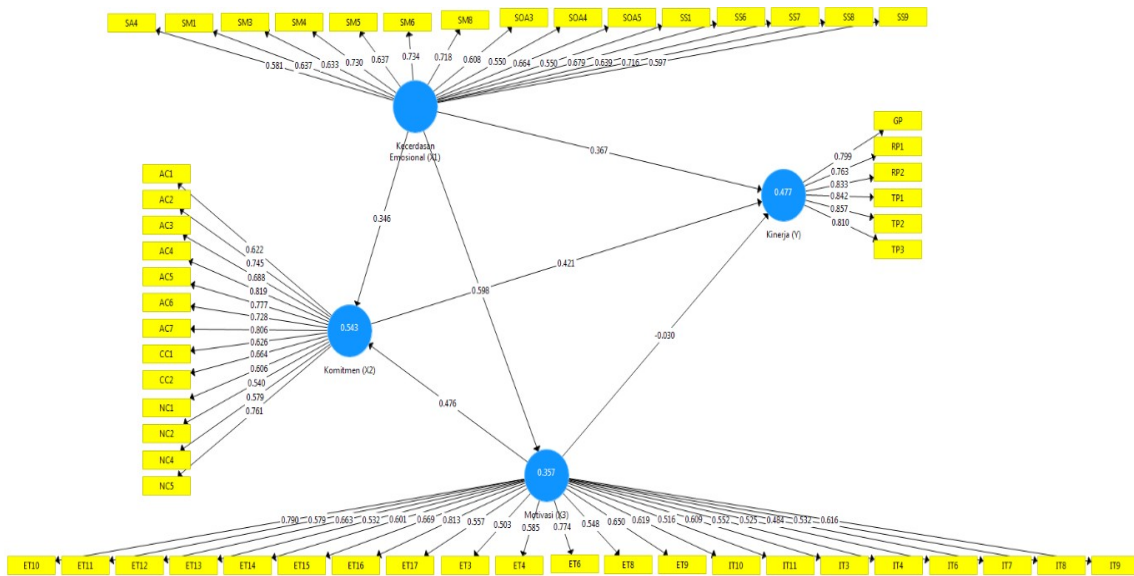 SA4
SM1
SM3
SM4
SM5
SM6
SM8
SOA3
SOA4
SOA5
SS1
SS6
SS7
SS8
SS9
0.581
0.637
0.633
0.730
0.637
0.734
0.718
0.608
0.550
0.664
0.550
0.679
0.639
0.716
0.597
Kecerdasan
Emosional (X1)
0.367
GP
RP1
RP2
TP1
TP2
TP3
0.799
0.763
0.833
0.842
0.857
0.810
0.477
Kinerja (Y)
0.346
0.598
0.421
-0.030
0.476
AC1
AC2
AC3
AC4
AC5
AC6
AC7
CC1
CC2
NC1
NC2
NC4
NC5
0.622
0.745
0.688
0.819
0.777
0.728
0.806
0.626
0.664
0.606
0.540
0.579
0.761
0.543
Komitmen (X2)
0.357
Motivasi (X3)
0.790
0.579
0.663
0.532
0.601
0.669
0.813
0.557
0.503
0.585
0.774
0.548
0.650
0.619
0.516
0.609
0.552
0.525
0.484
0.532
0.616
ET10
ET11
ET12
ET13
ET14
ET15
ET16
ET17
ET3
ET4
ET6
ET8
ET9
IT10
IT11
IT3
IT4
IT6
IT7
IT8
IT9